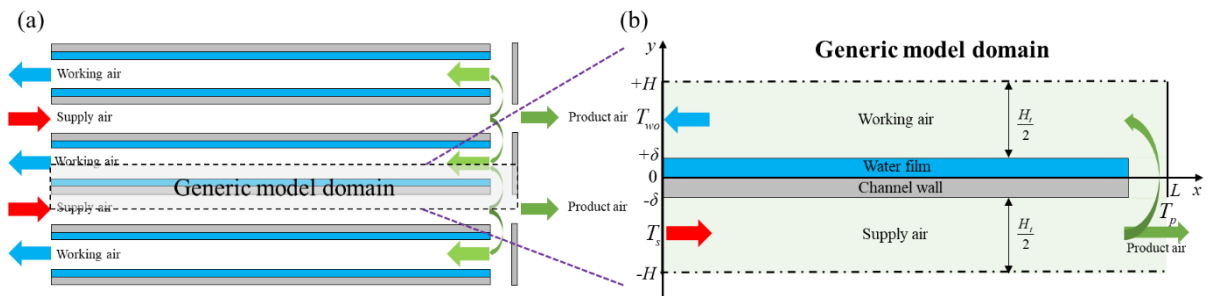 (a)
Working air
Supply air
Product air
Working air
Generic model domain
Supply air
Product air
Working air
(b)
y
Generic model domain
+H
T_wo
Working air
H_t/2
+δ
Water film
0
Channel wall
L
x
-δ
T_p
T_s
Supply air
H_t/2
Product air
-H